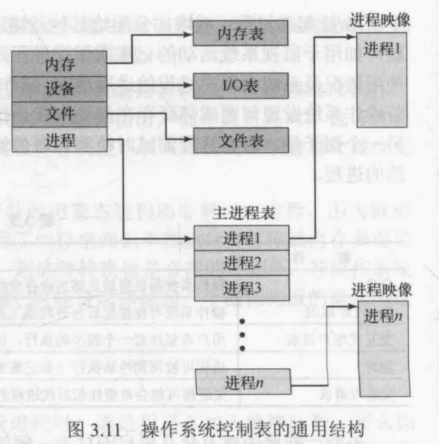 内存
设备
文件
进程
内存表
I/O表
文件表
主进程表
进程1
进程2
进程3
进程n
进程映像
进程1
进程映像
进程n
图 3.11 操作系统控制表的通用结构